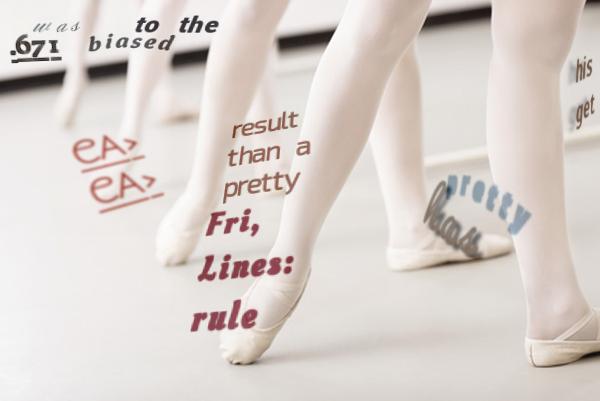 was
to the
.671
biased
his
get
eA>
eA>
result
than a
pretty
Fri,
Lines:
rule
pretty
has